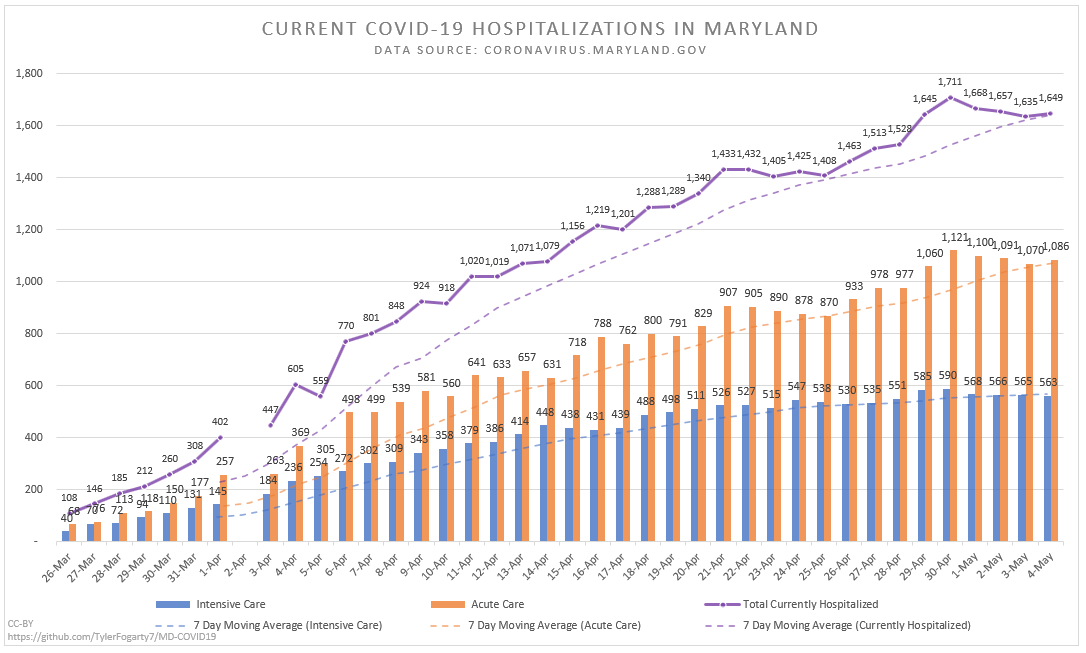 CURRENT COVID-19 HOSPITALIZATIONS IN MARYLAND
DATA SOURCE: CORONAVIRUS.MARYLAND.GOV
1,800
1,600
1,400
1,200
1,000
800
600
400
200
-
108 146 185 212 260 308 402 447 605 559 770 801 848 924 918 1,020 1,019 1,071 1,079 1,156 1,219 1,201 1,288 1,289 1,340 1,433 1,432 1,405 1,425 1,408 1,463 1,513 1,528 1,645 1,711 1,668 1,657 1,635 1,649
68 76 113 118 150 177 257 263 369 305 498 499 539 581 560 641 633 657 631 718 788 762 800 791 829 907 905 890 878 870 933 978 977 1,060 1,121 1,100 1,091 1,070 1,086
40 70 72 94 110 131 145 184 236 254 272 302 309 343 358 379 386 414 448 438 431 439 488 498 511 526 527 515 547 538 530 535 551 585 590 568 566 565 563
26-Mar 27-Mar 28-Mar 29-Mar 30-Mar 31-Mar 1-Apr 2-Apr 3-Apr 4-Apr 5-Apr 6-Apr 7-Apr 8-Apr 9-Apr 10-Apr 11-Apr 12-Apr 13-Apr 14-Apr 15-Apr 16-Apr 17-Apr 18-Apr 19-Apr 20-Apr 21-Apr 22-Apr 23-Apr 24-Apr 25-Apr 26-Apr 27-Apr 28-Apr 29-Apr 30-Apr 1-May 2-May 3-May 4-May
Intensive Care Acute Care Total Currently Hospitalized
7 Day Moving Average (Intensive Care) 7 Day Moving Average (Acute Care) 7 Day Moving Average (Currently Hospitalized)
CC-BY
https://github.com/TylerFogarty7/MD-COVID19